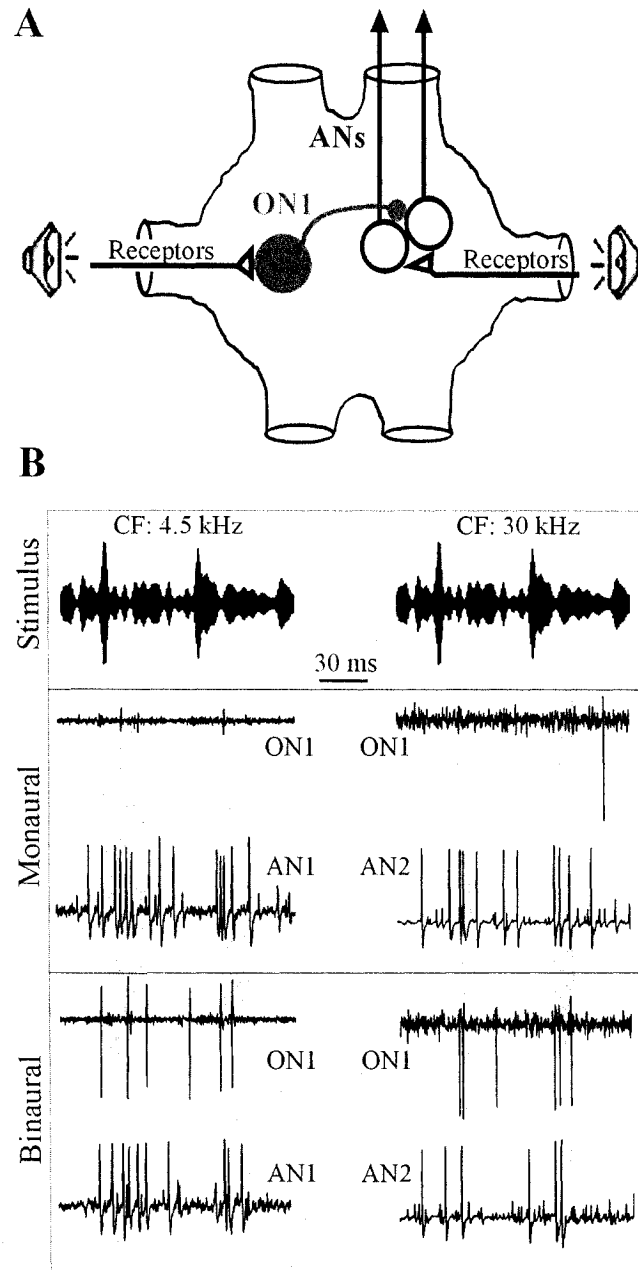 A
ANs
ON1
Receptors
Receptors
B
CF: 4.5 kHz
CF: 30 kHz
Stimulus
30 ms
Monaural
ON1
ON1
AN1
AN2
Binaural
ON1
ON1
AN1
AN2